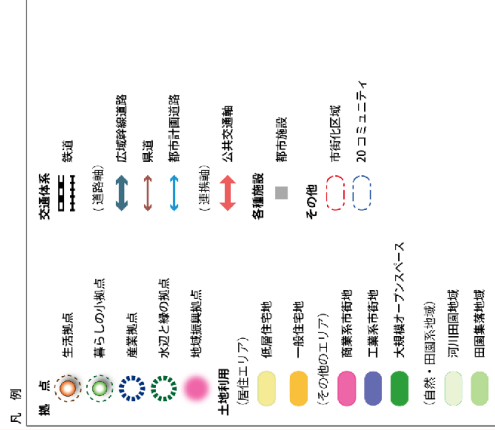 凡 例
拠 点
生活拠点
暮らしの小拠点
産業拠点
水辺と緑の拠点
地域振興拠点
土地利用
（居住エリア）
低層住宅地
一般住宅地
（その他のエリア）
商業系市街地
工業系市街地
大規模オープンスペース
（自然・田園系地域）
河川田園地域
田園集落地域
交通体系
鉄道
（道路軸）
広域幹線道路
県道
都市計画道路
（連携軸）
公共交通軸
各種施設
都市施設
その他
市街化区域
20 コミュニティ